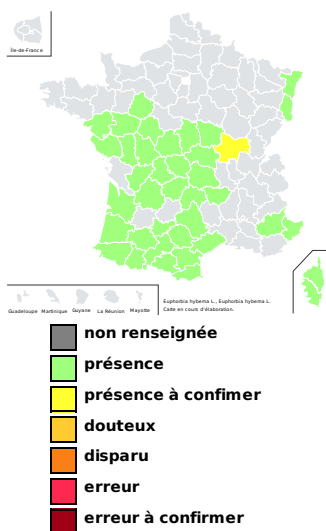 Île-de-France
Guadeloupe Martinique Guyane La Réunion Mayotte
Euphorbia hyberna L., Euphorbia hyberna L.
Carte en cours d'élaboration.
non renseignée
présence
présence à confimer
douteux
disparu
erreur
erreur à confirmer